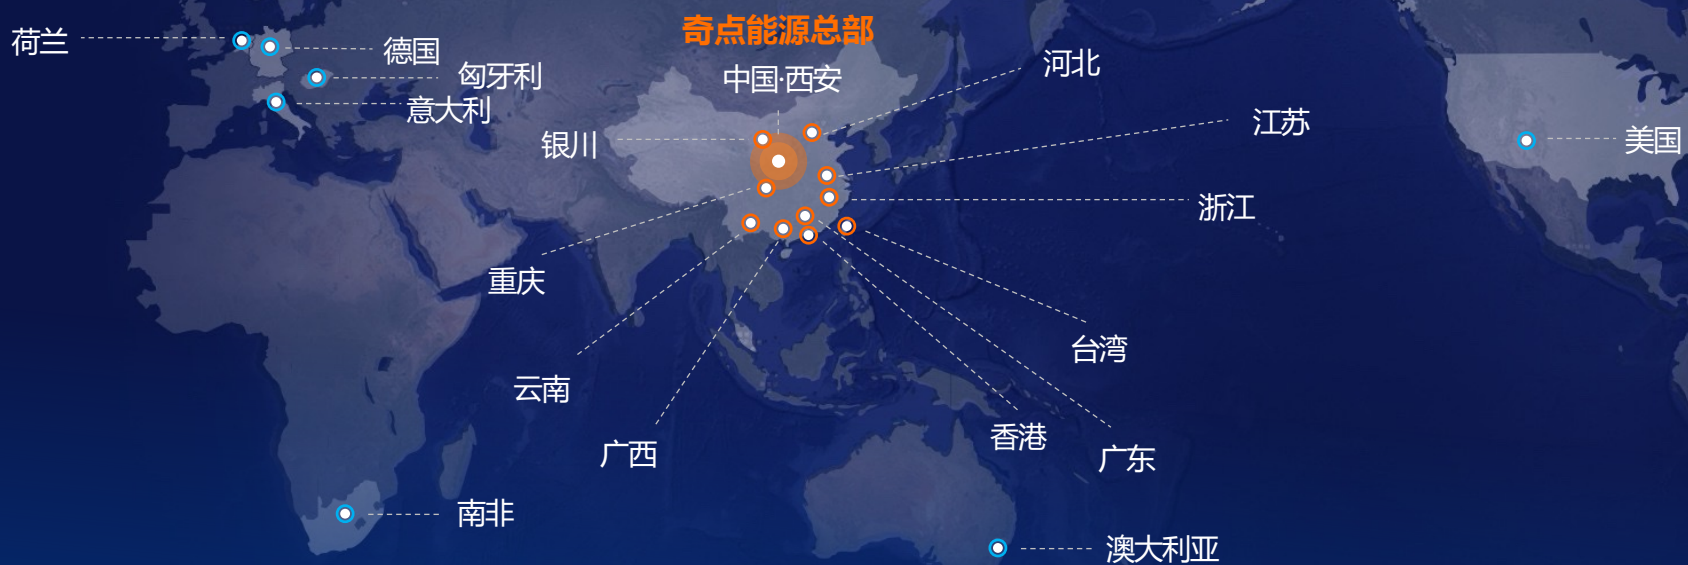 奇点能源总部
中国·西安
荷兰
德国
匈牙利
意大利
银川
河北
江苏
美国
浙江
重庆
台湾
云南
香港
广西
广东
南非
澳大利亚